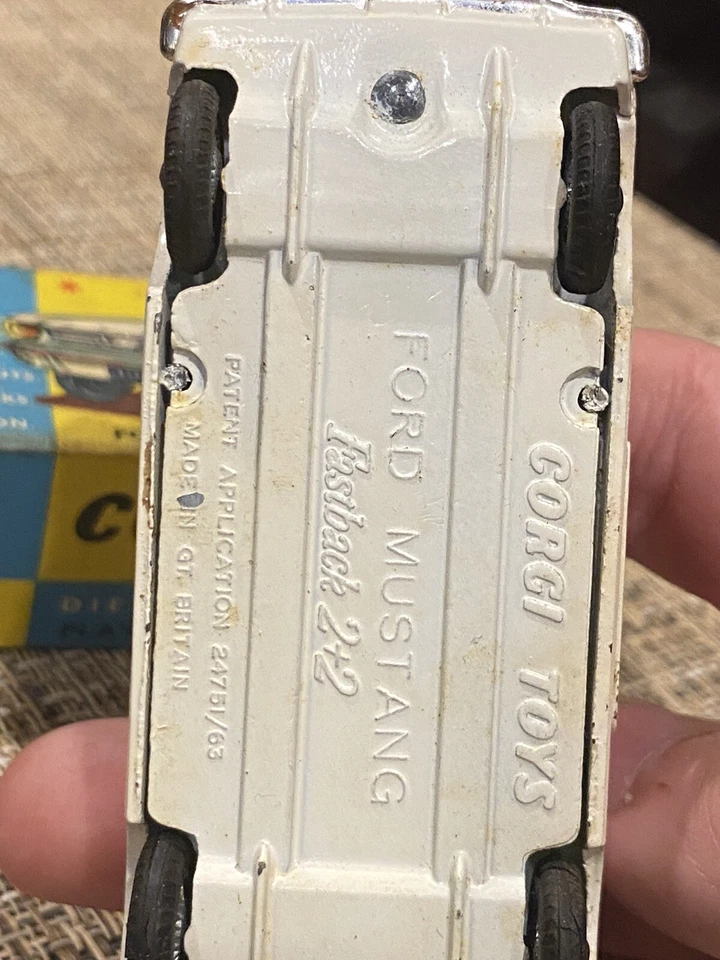 CORGI TOYS
FORD MUSTANG
Fastback 2+2
PATENT APPLICATION 24751/63
MADE IN GT. BRITAIN